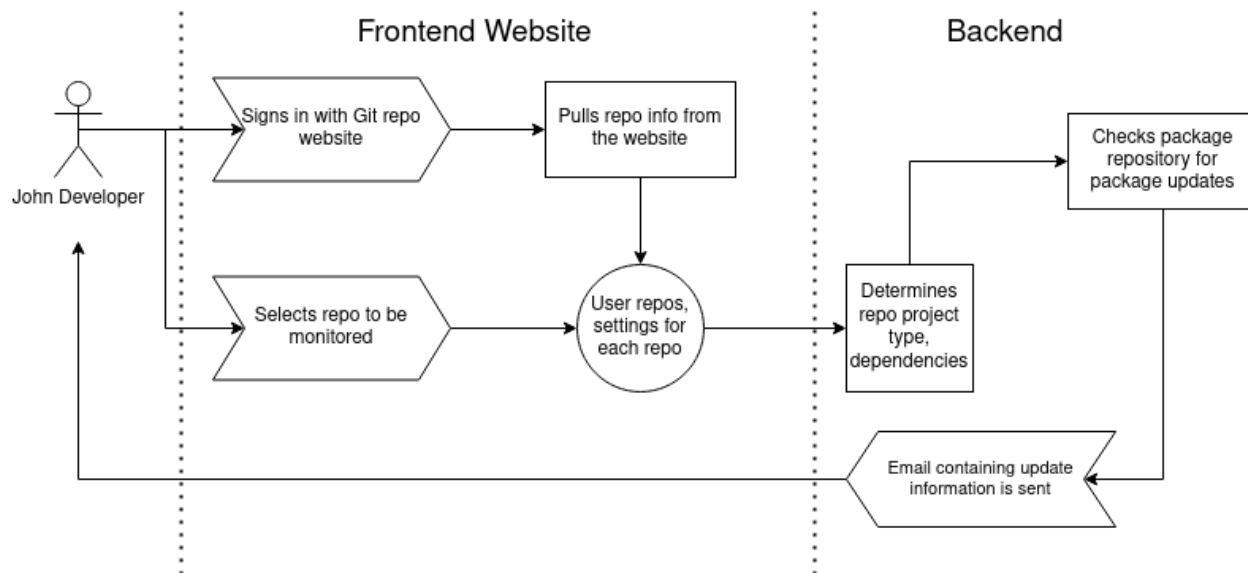 Frontend Website
Backend
Signs in with Git repo
website
Pulls repo info from
the website
Checks package
repository for
package updates
John Developer
Selects repo to be
monitored
User repos,
settings for
each repo
Determines
repo project
type,
dependencies
Email containing update
information is sent